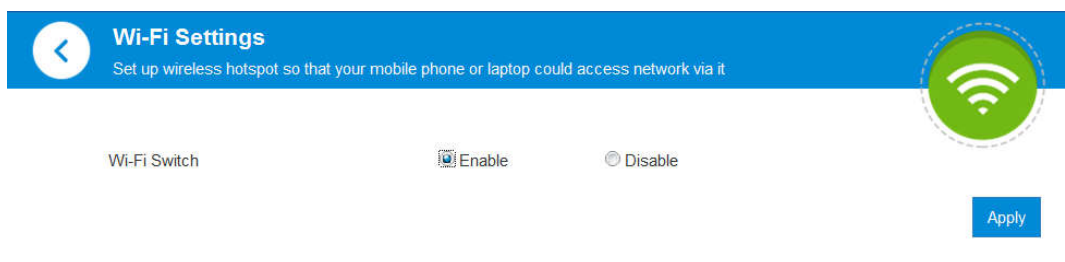 Wi-Fi Settings
Set up wireless hotspot so that your mobile phone or laptop could access network via it
Wi-Fi Switch Enable Disable
Apply